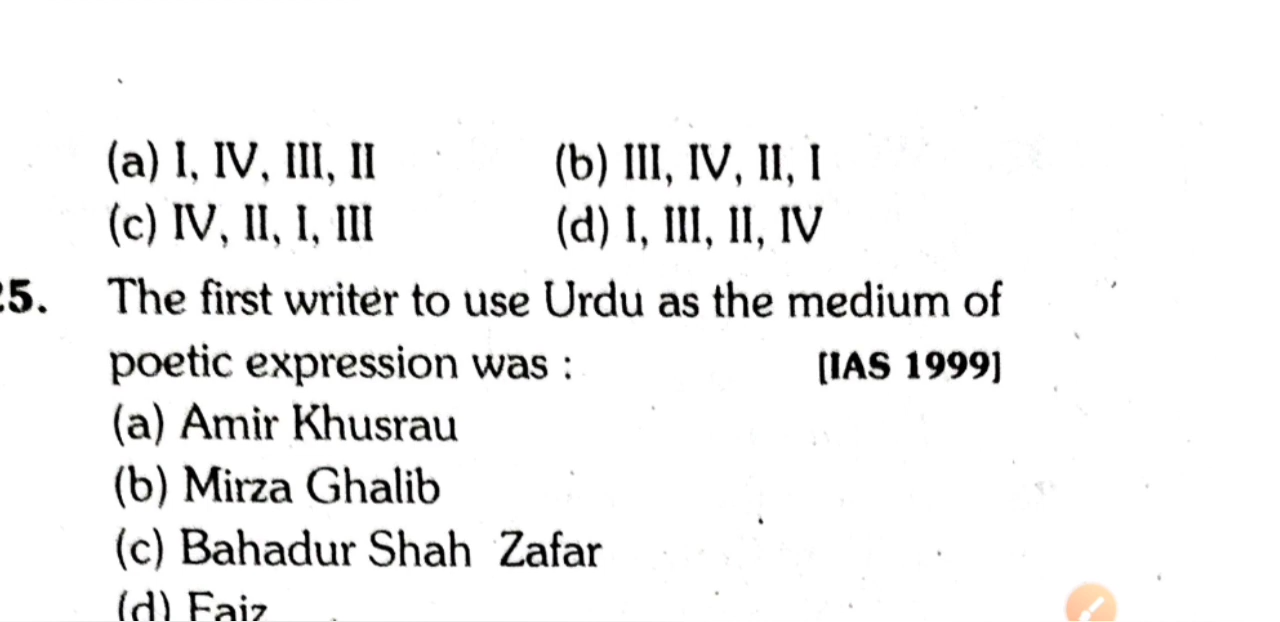 (a) I, IV, III, II (b) III, IV, II, I
(c) IV, II, I, III (d) I, III, II, IV
5. The first writer to use Urdu as the medium of
poetic expression was : [IAS 1999]
(a) Amir Khusrau
(b) Mirza Ghalib
(c) Bahadur Shah Zafar
(d) Faiz